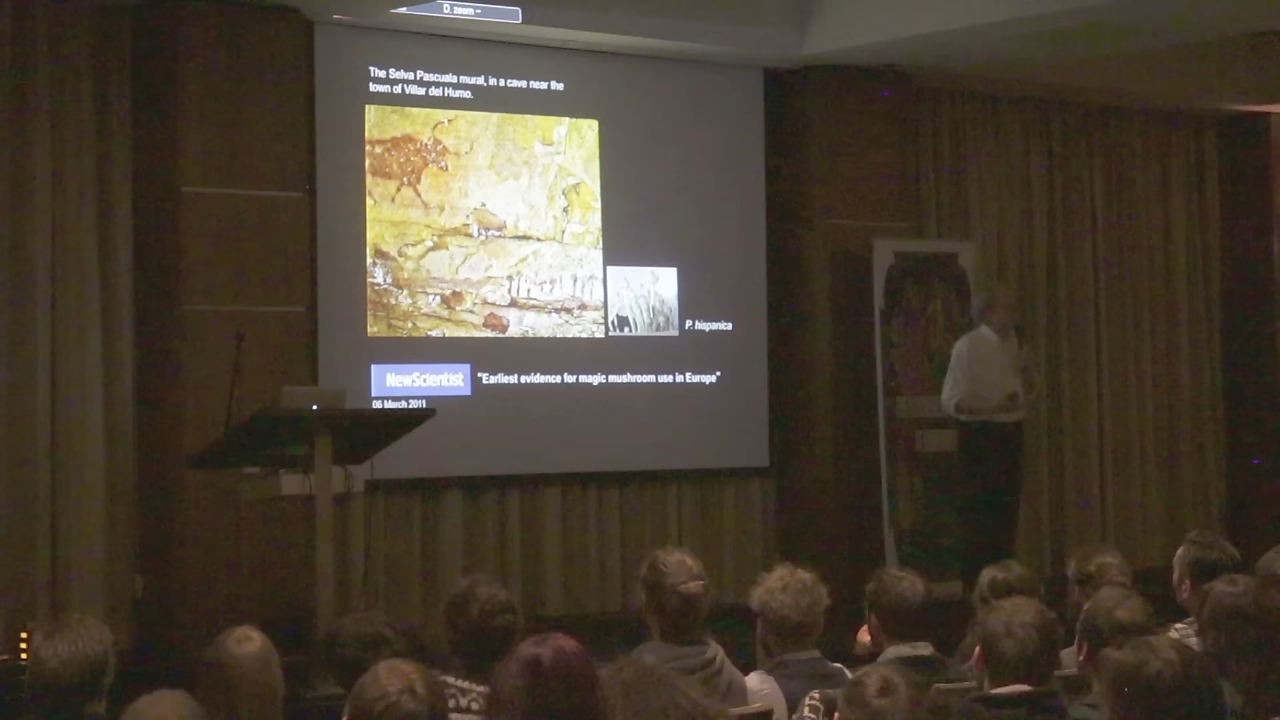 D. zoom -
The Selva Pascuala mural, in a cave near the
town of Villar del Humo.
P. hispanica
NewScientist
"Earliest evidence for magic mushroom use in Europe"
06 March 2011